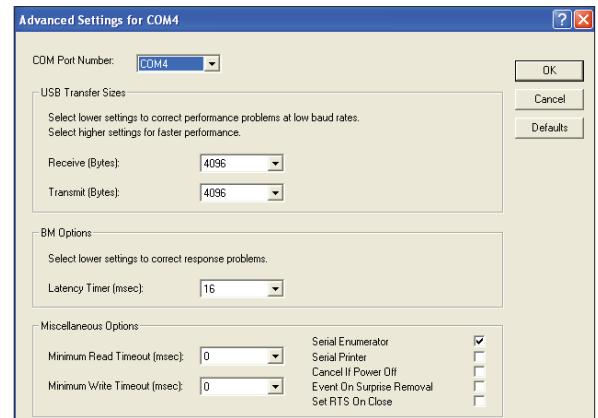 Advanced Settings for COM4
COM Port Number: COM4
OK
Cancel
Defaults
USB Transfer Sizes
Select lower settings to correct performance problems at low baud rates.
Select higher settings for faster performance.
Receive (Bytes): 4096
Transmit (Bytes): 4096
BM Options
Select lower settings to correct response problems.
Latency Timer (msec): 16
Miscellaneous Options
Minimum Read Timeout (msec): 0
Minimum Write Timeout (msec): 0
Serial Enumerator
Serial Printer
Cancel If Power Off
Event On Surprise Removal
Set RTS On Close